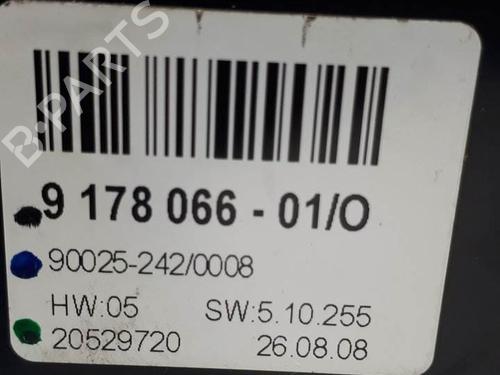 B-PARTS
9 178 066 - 01/O
90025-242/0008
HW:05 SW:5.10.255
20529720 26.08.08